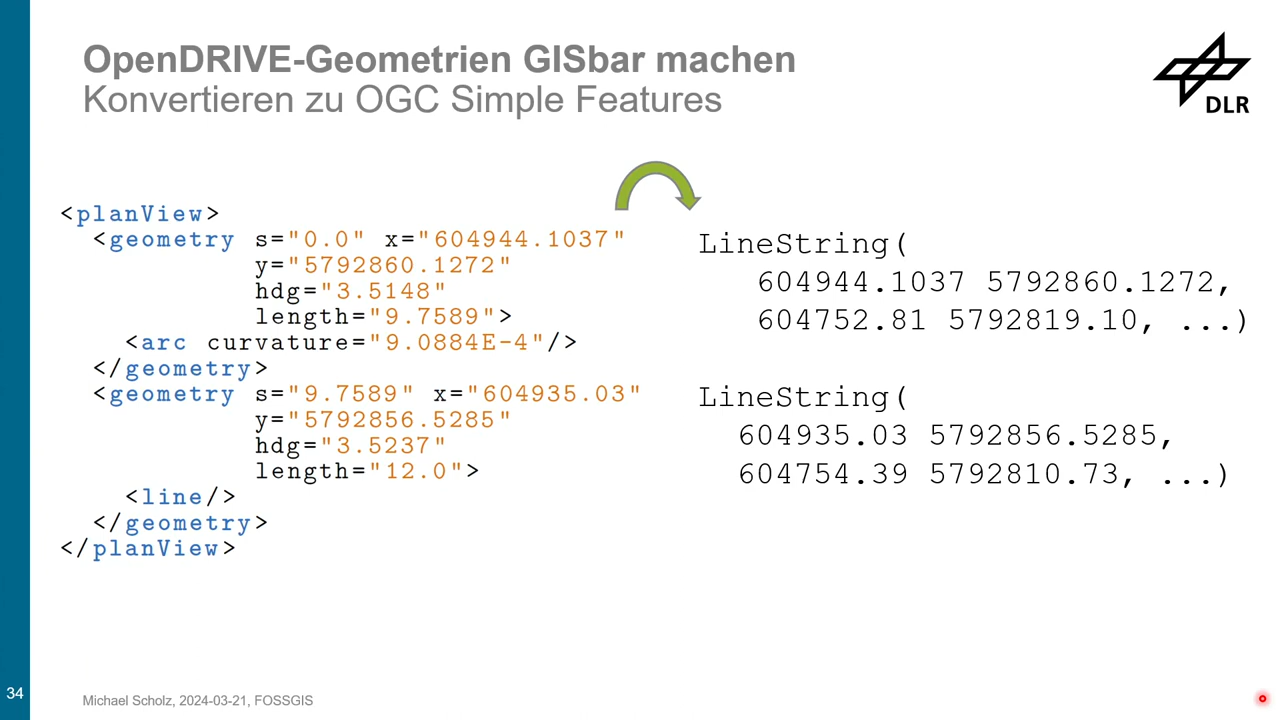 OpenDRIVE-Geometrien GISbar machen
Konvertieren zu OGC Simple Features
DLR
<planView>
<geometry s="0.0" x="604944.1037"
y="5792860.1272"
hdg="3.5148"
length="9.7589">
<arc curvature="9.0884E-4"/>
</geometry>
<geometry s="9.7589" x="604935.03"
y="5792856.5285"
hdg="3.5237"
length="12.0">
<line/>
</geometry>
</planView>
LineString(
604944.1037 5792860.1272,
604752.81 5792819.10, ...)
LineString(
604935.03 5792856.5285,
604754.39 5792810.73, ...)
34
Michael Scholz, 2024-03-21, FOSSGIS